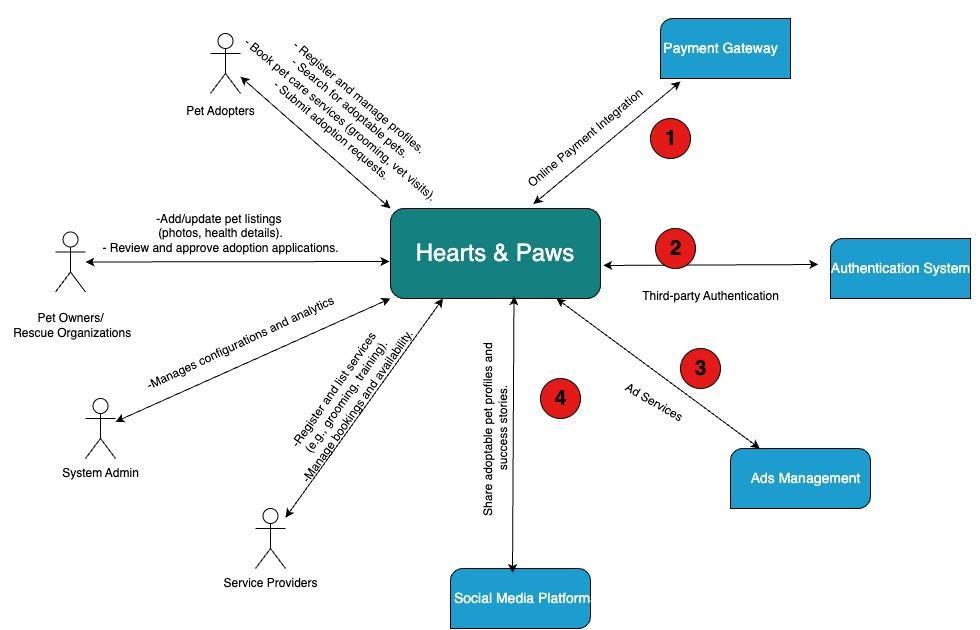 Payment Gateway
- Register and manage profiles.
- Search for adoptable pets.
- Book pet care services (grooming, vet visits).
- Submit adoption requests.
Pet Adopters
Online Payment Integration
1
-Add/update pet listings
(photos, health details).
- Review and approve adoption applications.
Hearts & Paws
2
Authentication System
Third-party Authentication
Pet Owners/
Rescue Organizations
-Manages configurations and analytics
-Register and list services
(e.g., grooming, training).
-Manage bookings and availability.
Share adoptable pet profiles and
success stories.
4
3
Ad Services
System Admin
Ads Management
Service Providers
Social Media Platform